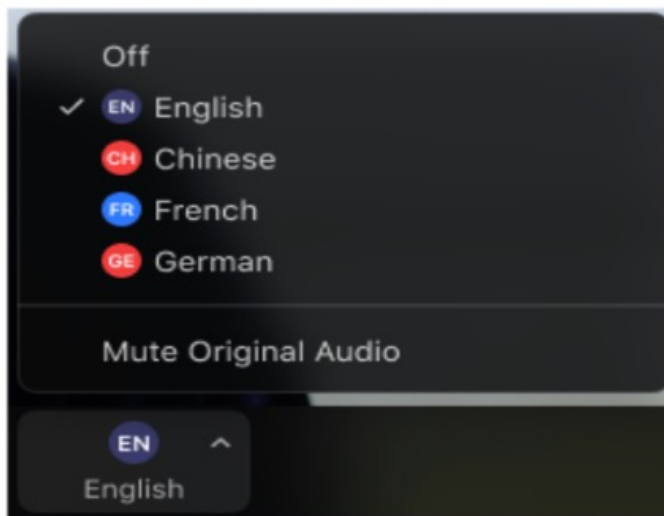 Off
EN English
CH Chinese
FR French
GE German
Mute Original Audio
EN
English